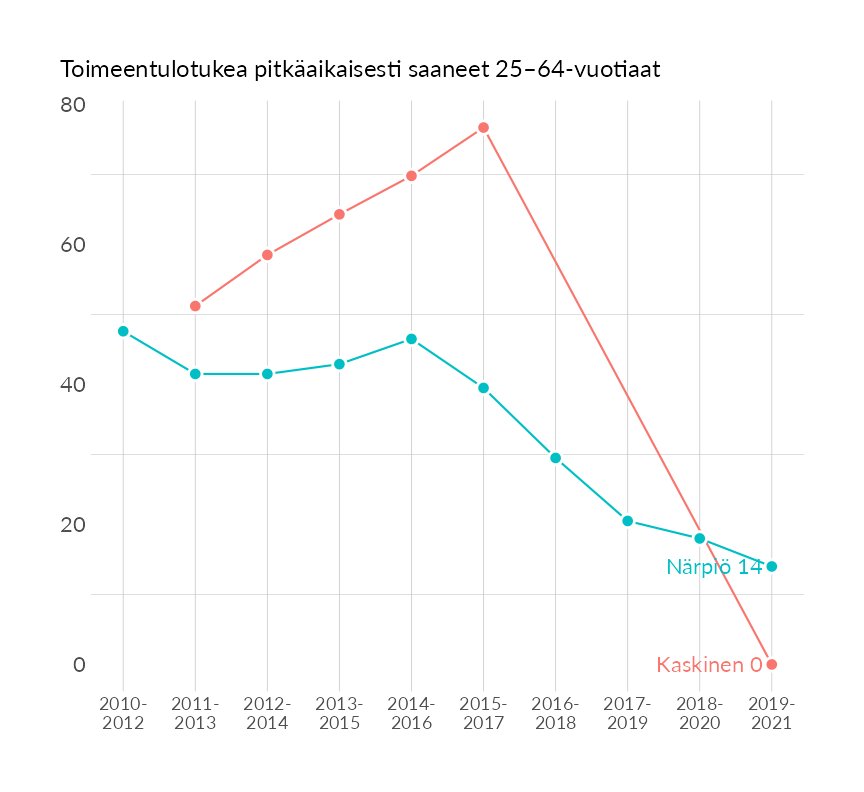 Toimeentulotukea pitkäaikaisesti saaneet 25–64-vuotiaat
80
60
40
20
0
Närpiö 14
Kaskinen 0
2010- 2011- 2012- 2013- 2014- 2015- 2016- 2017- 2018- 2019-
2012 2013 2014 2015 2016 2017 2018 2019 2020 2021